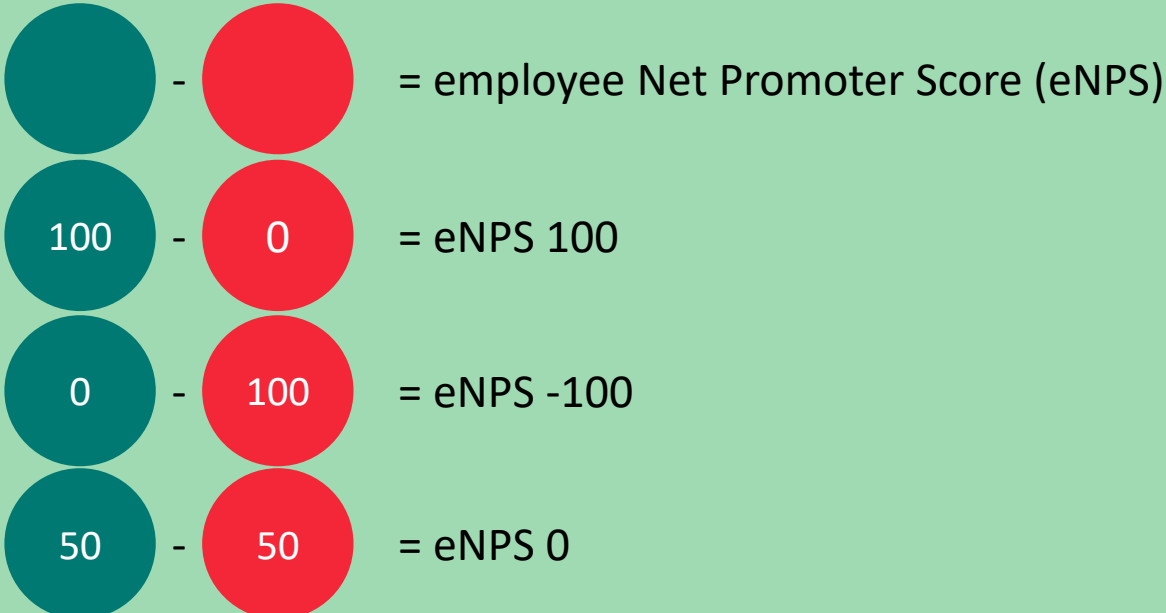 - = employee Net Promoter Score (eNPS)
100 - 0 = eNPS 100
0 - 100 = eNPS -100
50 - 50 = eNPS 0